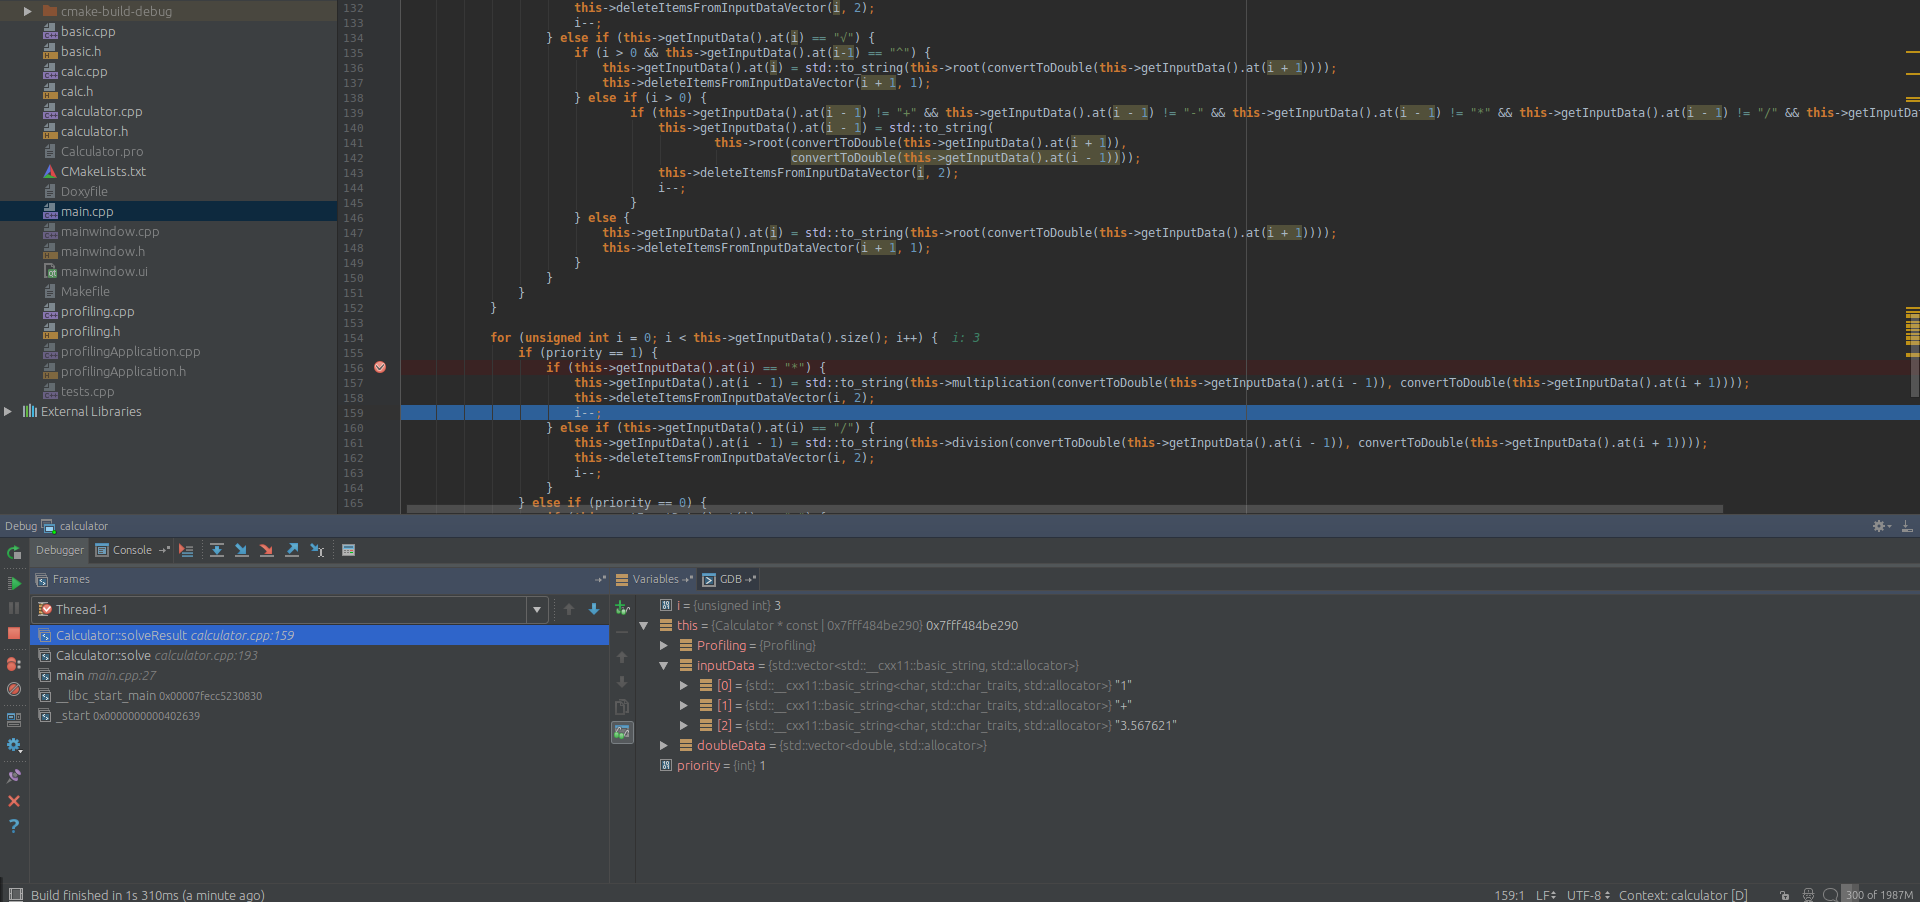 cmake-build-debug
basic.cpp
basic.h
calc.cpp
calc.h
calculator.cpp
calculator.h
Calculator.pro
CMakeLists.txt
Doxyfile
main.cpp
mainwindow.cpp
mainwindow.h
mainwindow.ui
Makefile
profiling.cpp
profiling.h
profilingApplication.cpp
profilingApplication.h
tests.cpp
External Libraries
132 this->deleteItemsFromInputDataVector(i, 2);
133 i--;
134 } else if (this->getInputData().at(i) == "√") {
135 if (i > 0 && this->getInputData().at(i-1) == "^") {
136 this->getInputData().at(i) = std::to_string(this->root(convertToDouble(this->getInputData().at(i + 1))));
137 this->deleteItemsFromInputDataVector(i + 1, 1);
138 } else if (i > 0) {
139 if (this->getInputData().at(i - 1) != "+" && this->getInputData().at(i - 1) != "-" && this->getInputData().at(i - 1) != "*" && this->getInputData().at(i - 1) != "/" && this->getInputDat
140 this->getInputData().at(i - 1) = std::to_string(
141 this->root(convertToDouble(this->getInputData().at(i + 1)),
142 convertToDouble(this->getInputData().at(i - 1))));
143 this->deleteItemsFromInputDataVector(i, 2);
144 i--;
145 }
146 } else {
147 this->getInputData().at(i) = std::to_string(this->root(convertToDouble(this->getInputData().at(i + 1))));
148 this->deleteItemsFromInputDataVector(i + 1, 1);
149 }
150 }
151 }
152 }
153
154 for (unsigned int i = 0; i < this->getInputData().size(); i++) { i: 3
155 if (priority == 1) {
156 if (this->getInputData().at(i) == "*") {
157 this->getInputData().at(i - 1) = std::to_string(this->multiplication(convertToDouble(this->getInputData().at(i - 1)), convertToDouble(this->getInputData().at(i + 1))));
158 this->deleteItemsFromInputDataVector(i, 2);
159 i--;
160 } else if (this->getInputData().at(i) == "/") {
161 this->getInputData().at(i - 1) = std::to_string(this->division(convertToDouble(this->getInputData().at(i - 1)), convertToDouble(this->getInputData().at(i + 1))));
162 this->deleteItemsFromInputDataVector(i, 2);
163 i--;
164 }
165 } else if (priority == 0) {
Debug calculator
Debugger Console
Frames
Thread-1
Calculator::solveResult calculator.cpp:159
Calculator::solve calculator.cpp:193
main main.cpp:27
__libc_start_main 0x00007fecc5230830
_start 0x0000000000402639
Variables GDB
i = {unsigned int} 3
this = {Calculator * const | 0x7fff484be290} 0x7fff484be290
Profiling = {Profiling}
inputData = {std::vector<std::__cxx11::basic_string, std::allocator>}
[0] = {std::__cxx11::basic_string<char, std::char_traits, std::allocator>} "1"
[1] = {std::__cxx11::basic_string<char, std::char_traits, std::allocator>} "+"
[2] = {std::__cxx11::basic_string<char, std::char_traits, std::allocator>} "3.567621"
doubleData = {std::vector<double, std::allocator>}
priority = {int} 1
Build finished in 1s 310ms (a minute ago)
159:1 LF UTF-8 Context: calculator [D] 300 of 1987M